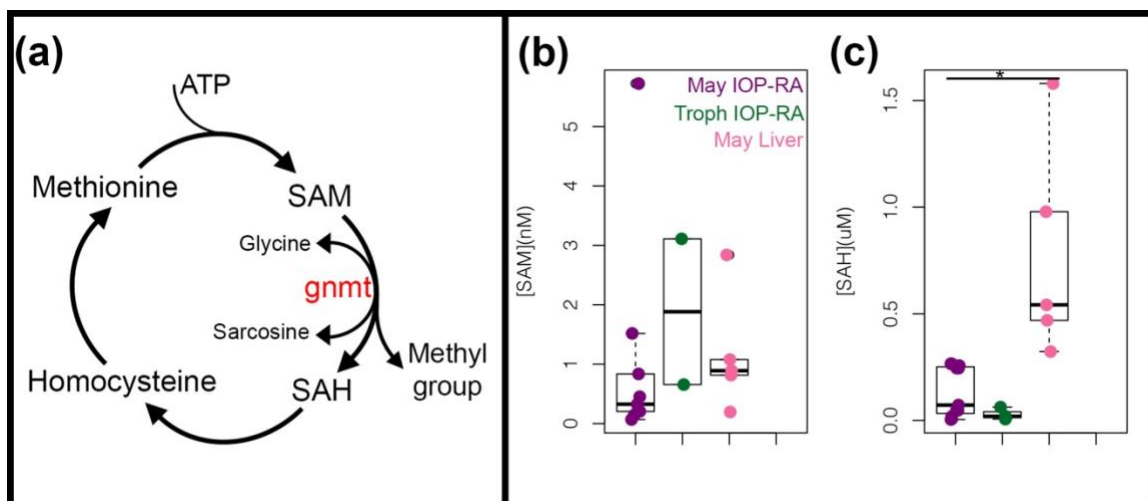 (a)
ATP
Methionine
SAM
Glycine
gnmt
Sarcosine
Methyl
group
Homocysteine
SAH
(b)
May IOP-RA
Troph IOP-RA
May Liver
[SAM](nM)
5
4
3
2
1
0
(c)
*
[SAH](uM)
1.5
1.0
0.5
0.0